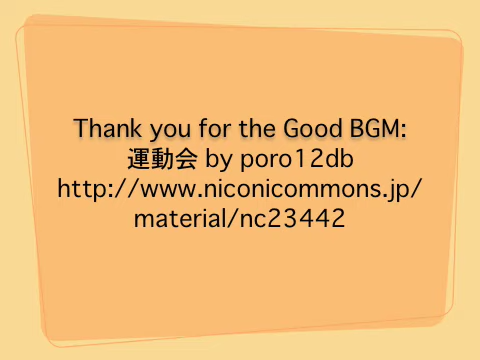 Thank you for the Good BGM:
運動会 by poro12db
http://www.niconicommons.jp/
material/nc23442